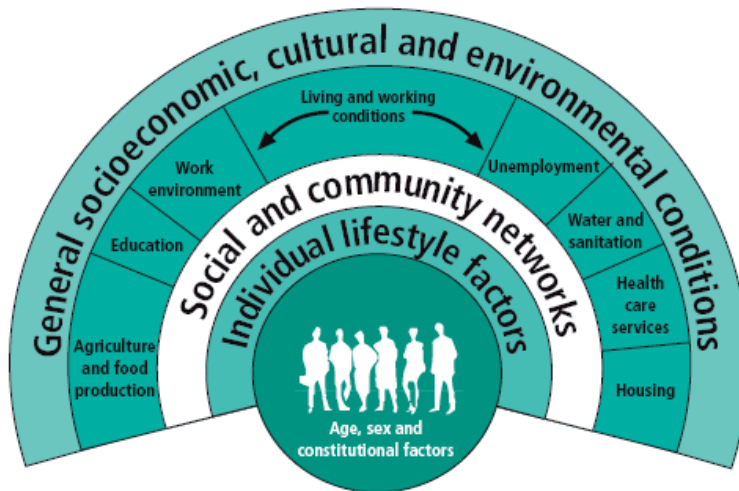 General socioeconomic, cultural and environmental conditions
Living and working
conditions
Agriculture
and food
production
Education
Work
environment
Unemployment
Water and
sanitation
Health
care
services
Housing
Social and community networks
Individual lifestyle factors
Age, sex and
constitutional factors